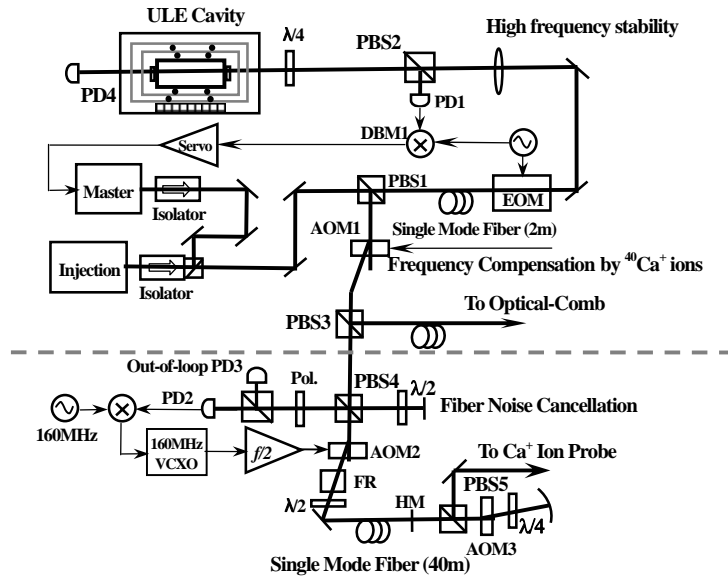 ULE Cavity
λ/4
PBS2
High frequency stability
PD4
PD1
DBM1
Servo
Master
Isolator
PBS1
EOM
Single Mode Fiber (2m)
AOM1
Injection
Isolator
Frequency Compensation by ⁴⁰Ca⁺ ions
To Optical-Comb
PBS3
Out-of-loop PD3
Pol.
PBS4
λ/2
PD2
Fiber Noise Cancellation
160MHz
160MHz
VCXO
f/2
AOM2
To Ca⁺ Ion Probe
FR
PBS5
λ/2
HM
λ/4
AOM3
Single Mode Fiber (40m)